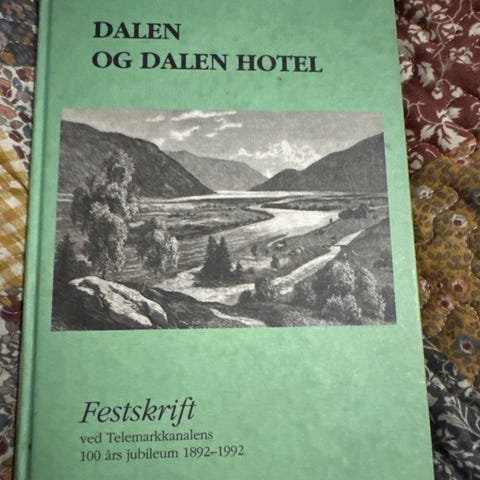 DALEN
OG DALEN HOTEL
Festskrift
ved Telemarkkanalens
100 års jubileum 1892–1992